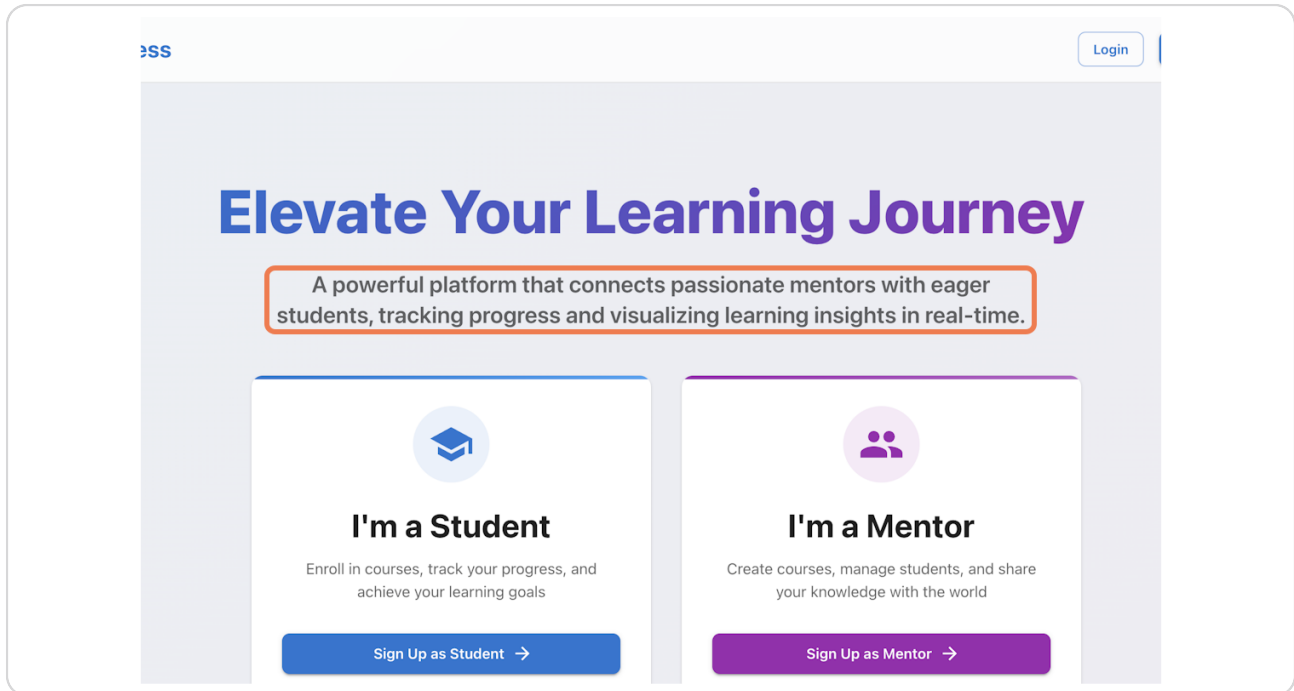 Login
Elevate Your Learning Journey
A powerful platform that connects passionate mentors with eager
students, tracking progress and visualizing learning insights in real-time.
I'm a Student
Enroll in courses, track your progress, and
achieve your learning goals
Sign Up as Student
I'm a Mentor
Create courses, manage students, and share
your knowledge with the world
Sign Up as Mentor